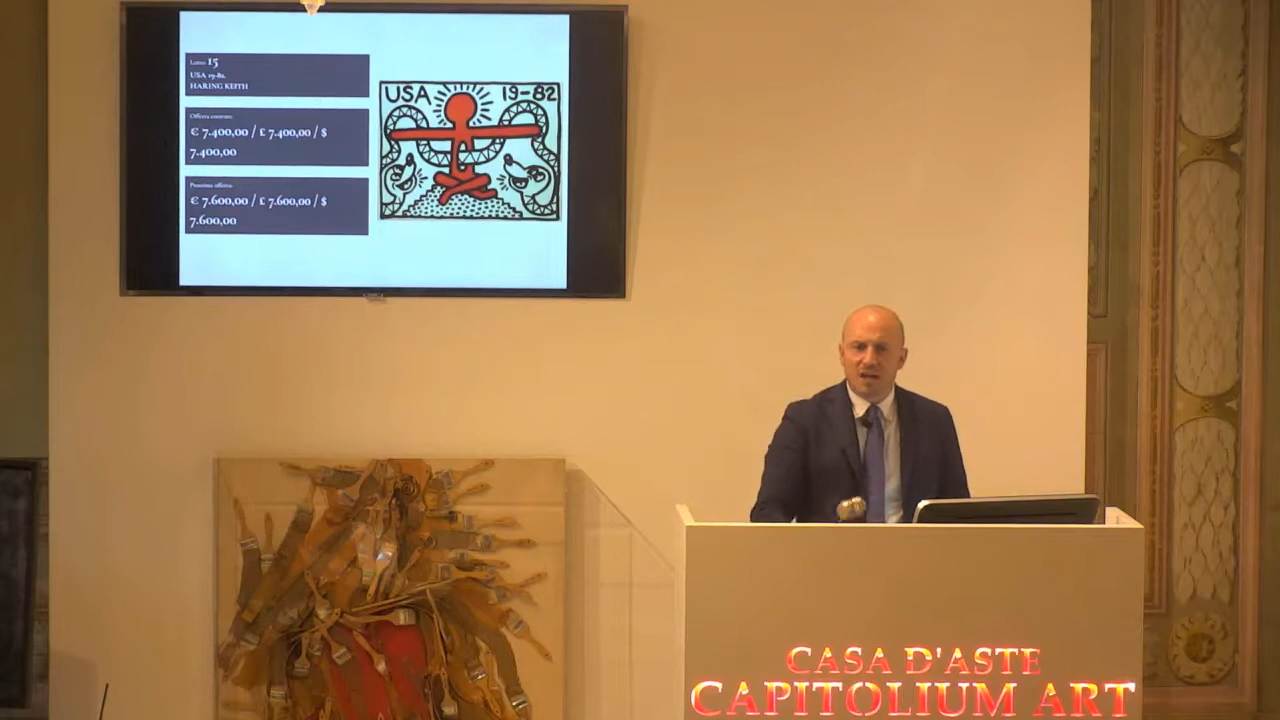 Lotto: 15
USA 19-82.
HARING KEITH
Offerta corrente:
€ 7.400,00 / £ 7.400,00 / $
7.400,00
Prossima offerta:
€ 7.600,00 / £ 7.600,00 / $
7.600,00
USA 19-82
CASA D'ASTE
CAPITOLIUM ART